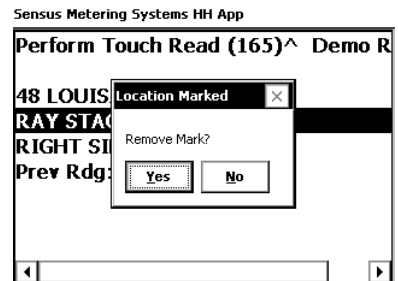 Sensus Metering Systems HH App
Perform Touch Read (165)^ Demo R
48 LOUIS
Location Marked
RAY STAG
Remove Mark?
RIGHT SI
Prev Rdg:
Yes
No